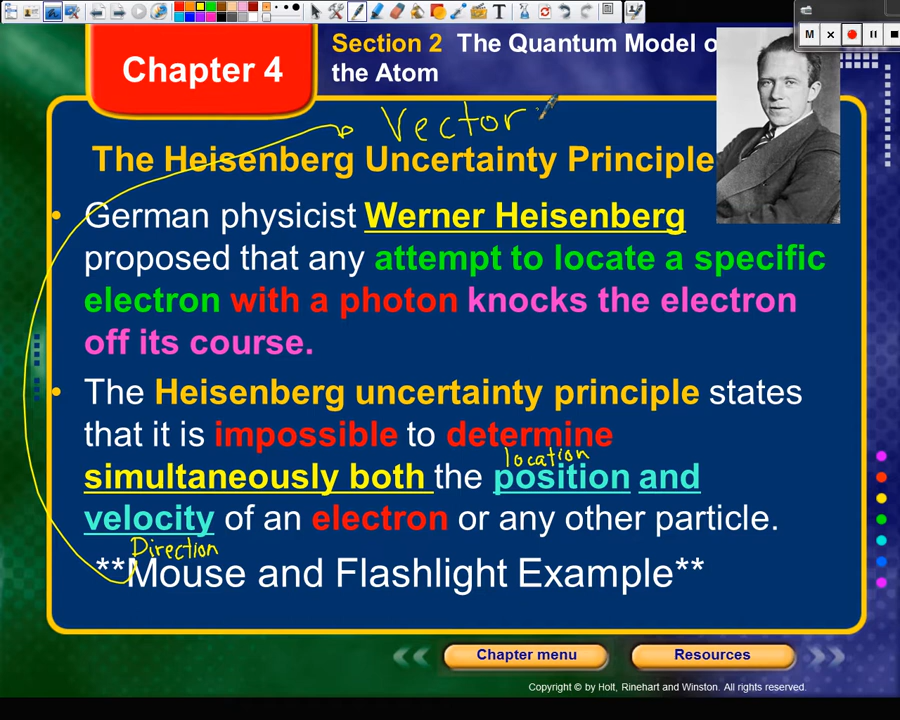 M
Chapter 4
Section 2 The Quantum Model o
the Atom
Vector
The Heisenberg Uncertainty Principle
• German physicist Werner Heisenberg
proposed that any attempt to locate a specific
electron with a photon knocks the electron
off its course.
• The Heisenberg uncertainty principle states
that it is impossible to determine
location
simultaneously both the position and
velocity of an electron or any other particle.
Direction
**Mouse and Flashlight Example**
Chapter menu
Resources
Copyright © by Holt, Rinehart and Winston. All rights reserved.